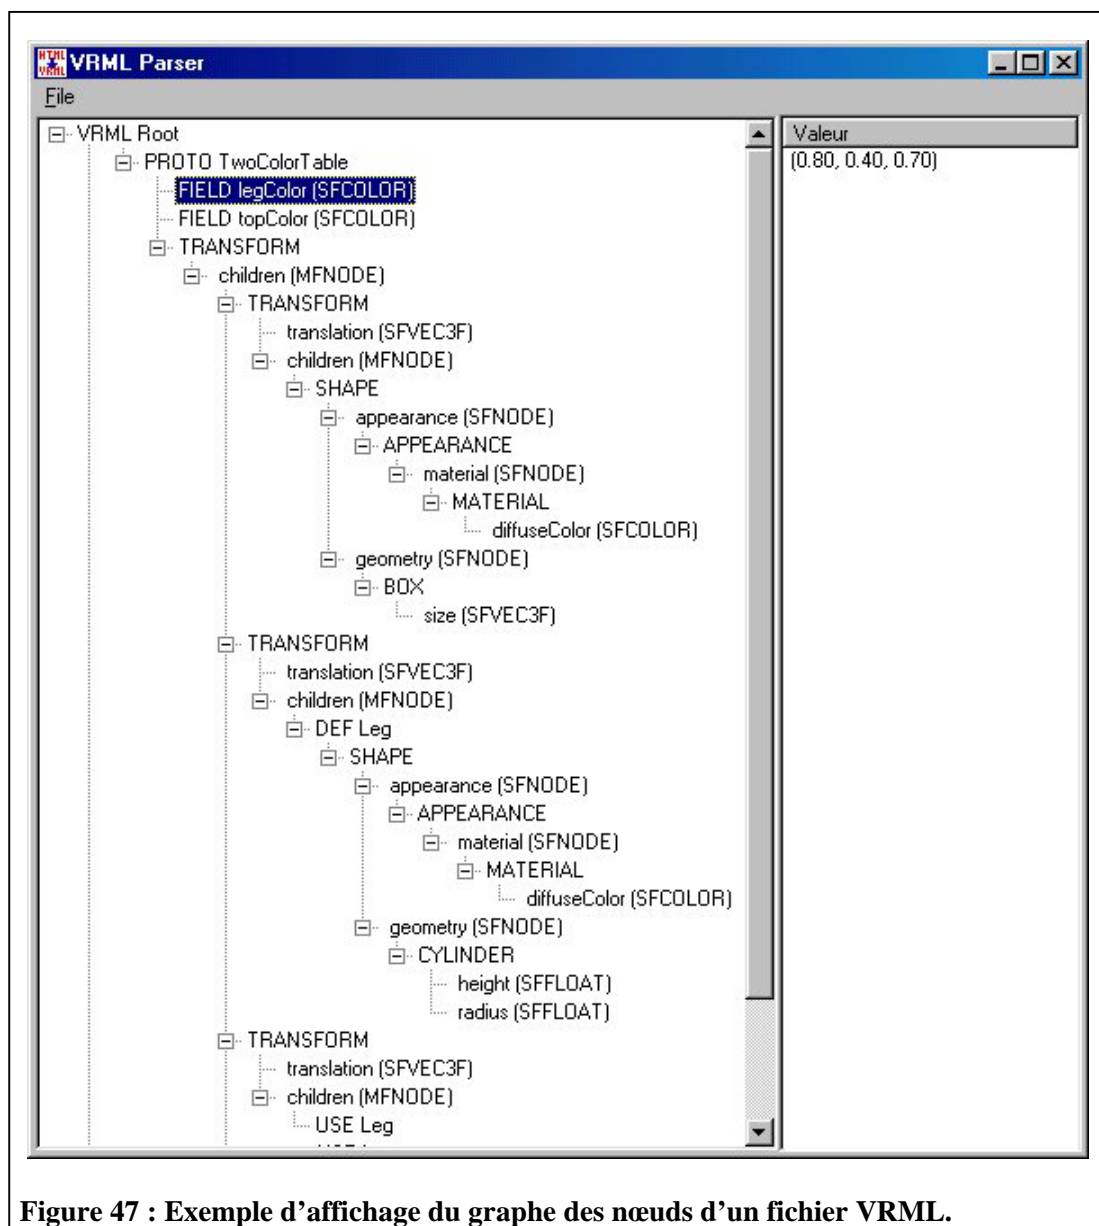 HTML
VRML
VRML Parser
File
VRML Root
PROTO TwoColorTable
FIELD legColor (SFCOLOR)
FIELD topColor (SFCOLOR)
TRANSFORM
children (MFNODE)
TRANSFORM
translation (SFVEC3F)
children (MFNODE)
SHAPE
appearance (SFNODE)
APPEARANCE
material (SFNODE)
MATERIAL
diffuseColor (SFCOLOR)
geometry (SFNODE)
BOX
size (SFVEC3F)
TRANSFORM
translation (SFVEC3F)
children (MFNODE)
DEF Leg
SHAPE
appearance (SFNODE)
APPEARANCE
material (SFNODE)
MATERIAL
diffuseColor (SFCOLOR)
geometry (SFNODE)
CYLINDER
height (SFFLOAT)
radius (SFFLOAT)
TRANSFORM
translation (SFVEC3F)
children (MFNODE)
USE Leg
Valeur
(0.80, 0.40, 0.70)
Figure 47 : Exemple d’affichage du graphe des nœuds d’un fichier VRML.